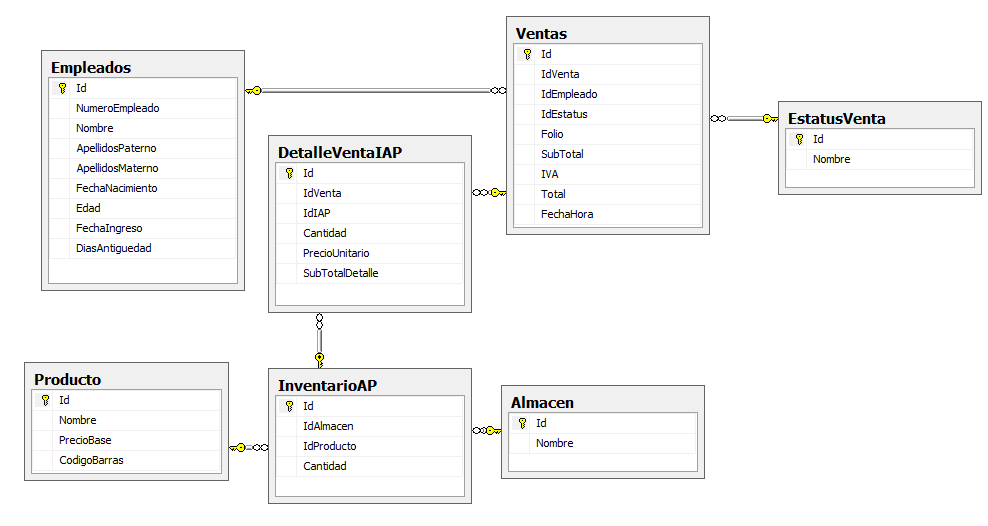 Empleados
Id
NumeroEmpleado
Nombre
ApellidosPaterno
ApellidosMaterno
FechaNacimiento
Edad
FechaIngreso
DiasAntiguedad
DetalleVentaIAP
Id
IdVenta
IdIAP
Cantidad
PrecioUnitario
SubTotalDetalle
Ventas
Id
IdVenta
IdEmpleado
IdEstatus
Folio
SubTotal
IVA
Total
FechaHora
EstatusVenta
Id
Nombre
Producto
Id
Nombre
PrecioBase
CodigoBarras
InventarioAP
Id
IdAlmacen
IdProducto
Cantidad
Almacen
Id
Nombre